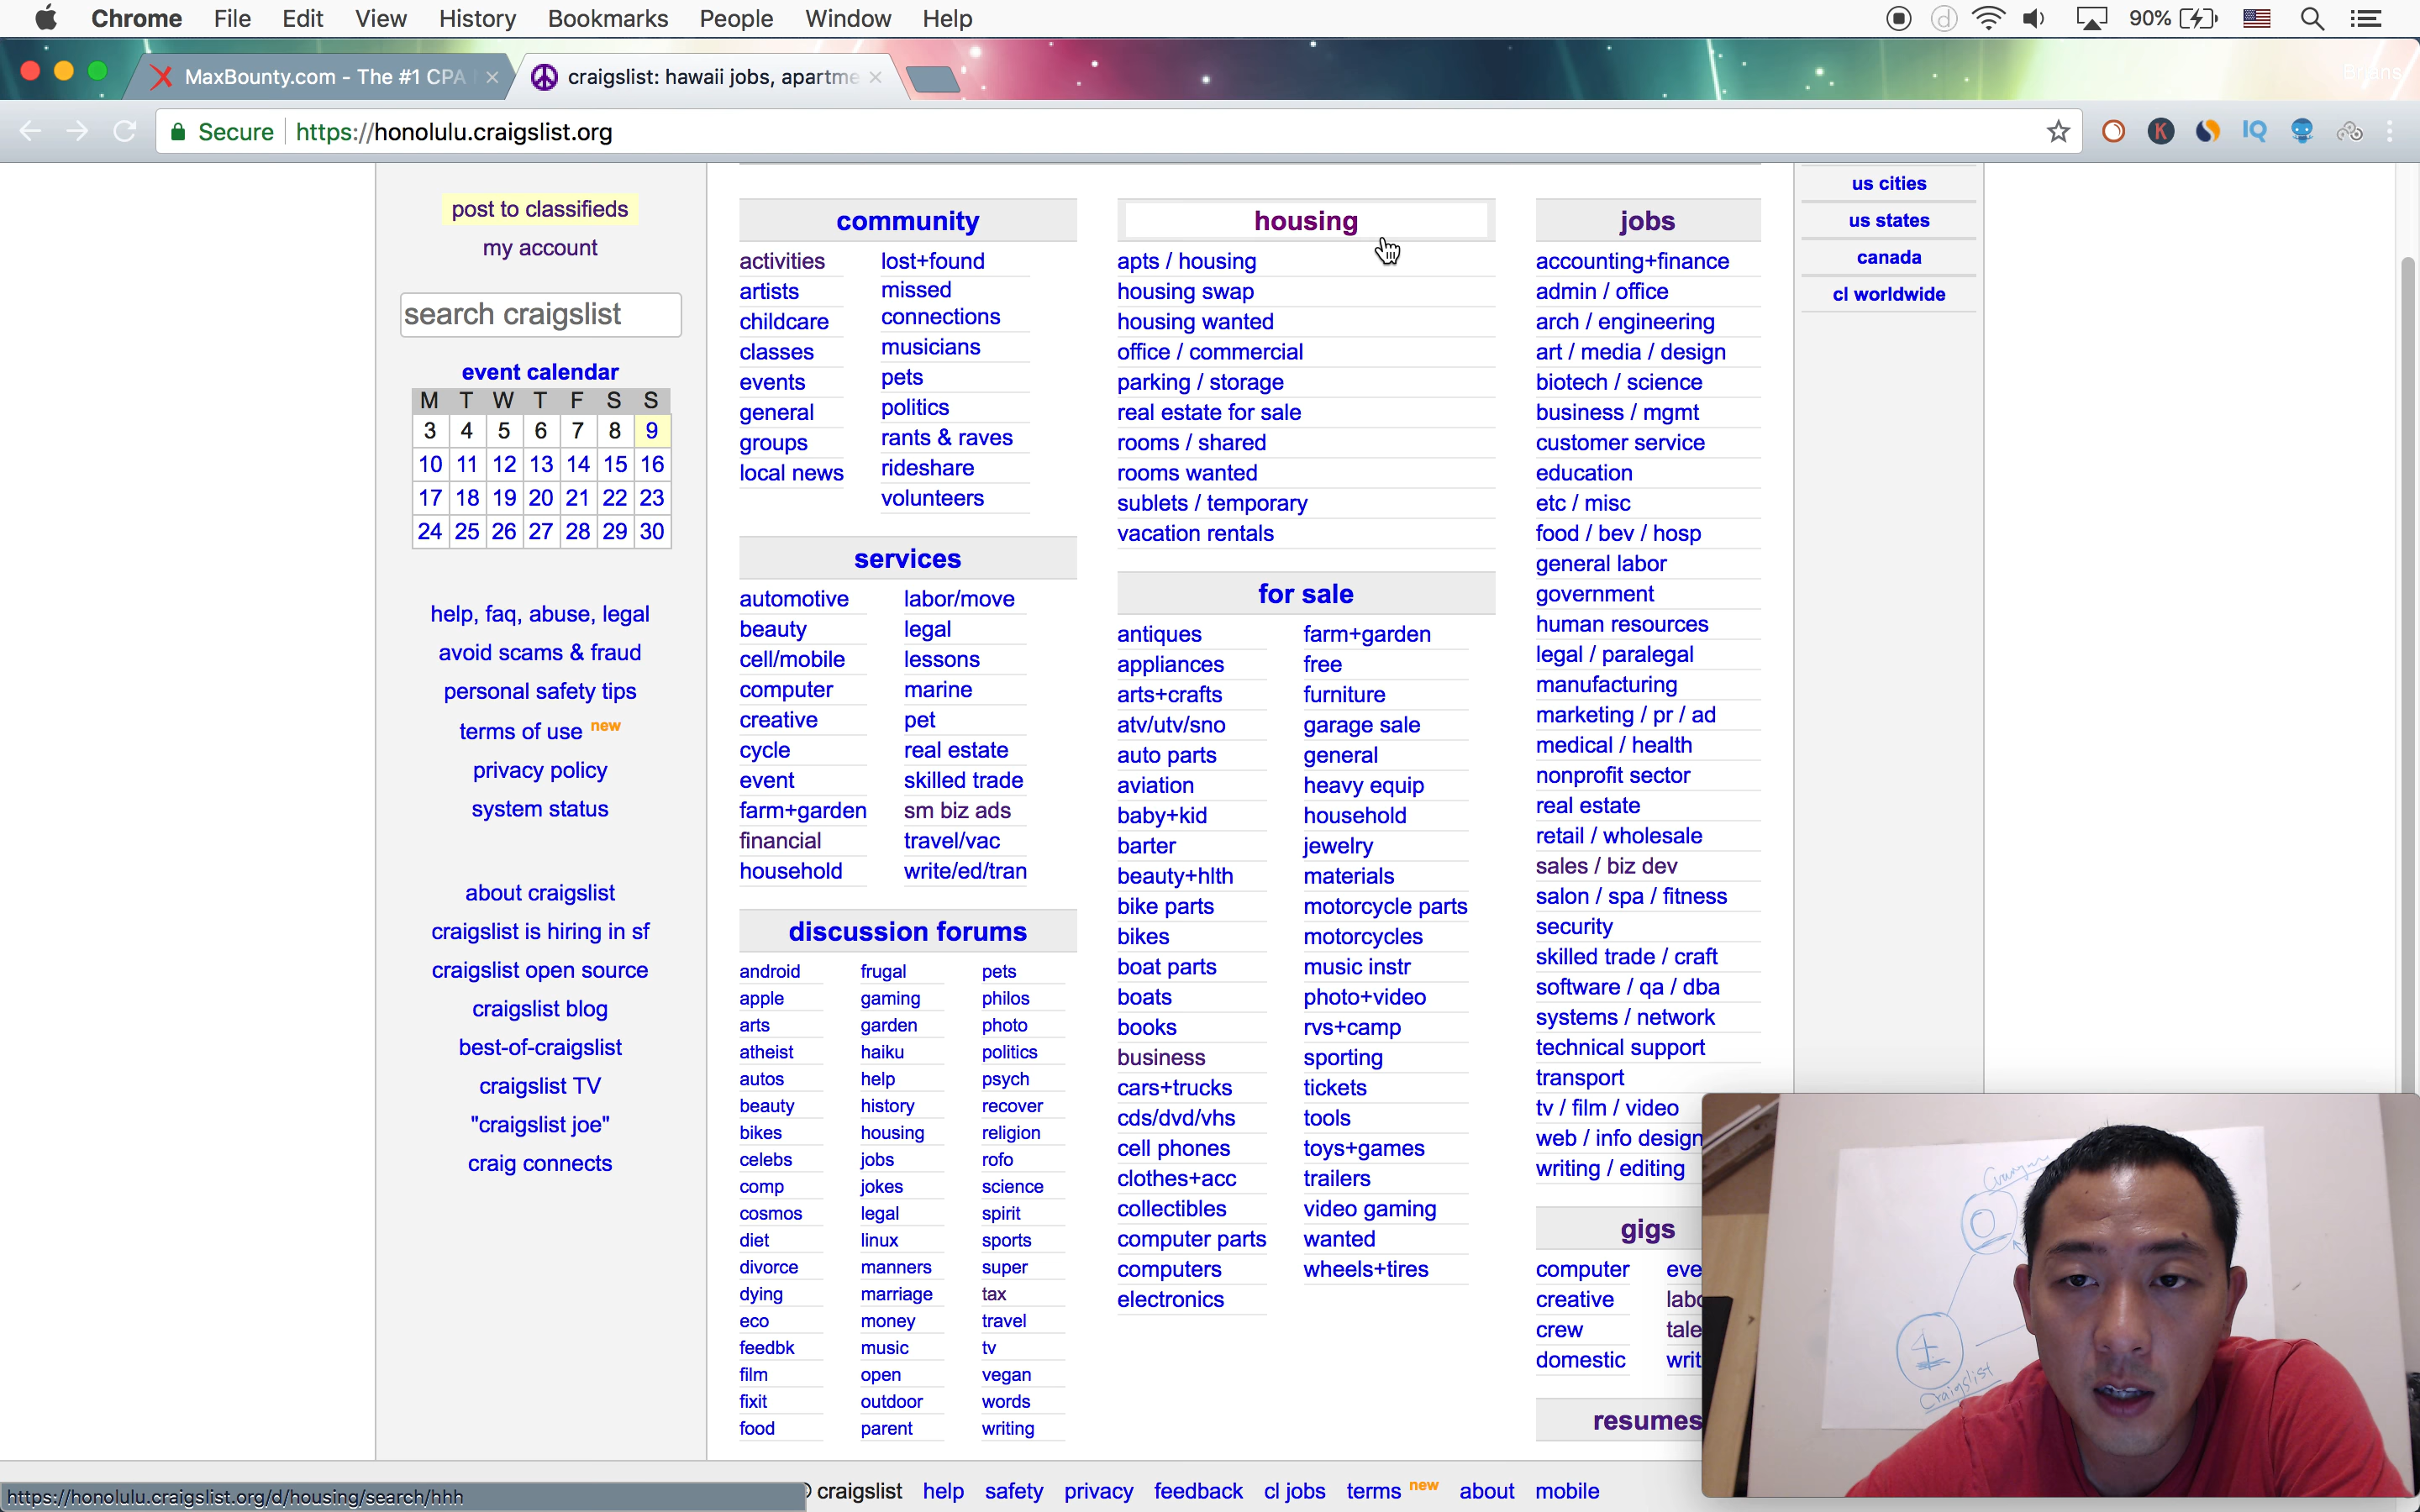 Chrome File Edit View History Bookmarks People Window Help
90%
MaxBounty.com - The #1 CPA
craigslist: hawaii jobs, apartme
Brians
Secure https://honolulu.craigslist.org
post to classifieds
my account
search craigslist
event calendar
M T W T F S S
3 4 5 6 7 8 9
10 11 12 13 14 15 16
17 18 19 20 21 22 23
24 25 26 27 28 29 30
help, faq, abuse, legal
avoid scams & fraud
personal safety tips
terms of use new
privacy policy
system status
about craigslist
craigslist is hiring in sf
craigslist open source
craigslist blog
best-of-craigslist
craigslist TV
"craigslist joe"
craig connects
community
activities
artists
childcare
classes
events
general
groups
local news
lost+found
missed
connections
musicians
pets
politics
rants & raves
rideshare
volunteers
services
automotive
beauty
cell/mobile
computer
creative
cycle
event
farm+garden
financial
household
labor/move
legal
lessons
marine
pet
real estate
skilled trade
sm biz ads
travel/vac
write/ed/tran
discussion forums
android
apple
arts
atheist
autos
beauty
bikes
celebs
comp
cosmos
diet
divorce
dying
eco
feedbk
film
fixit
food
frugal
gaming
garden
haiku
help
history
housing
jobs
jokes
legal
linux
manners
marriage
money
music
open
outdoor
parent
pets
philos
photo
politics
psych
recover
religion
rofo
science
spirit
sports
super
tax
travel
tv
vegan
words
writing
housing
apts / housing
housing swap
housing wanted
office / commercial
parking / storage
real estate for sale
rooms / shared
rooms wanted
sublets / temporary
vacation rentals
for sale
antiques
appliances
arts+crafts
atv/utv/sno
auto parts
aviation
baby+kid
barter
beauty+hlth
bike parts
bikes
boat parts
boats
books
business
cars+trucks
cds/dvd/vhs
cell phones
clothes+acc
collectibles
computer parts
computers
electronics
farm+garden
free
furniture
garage sale
general
heavy equip
household
jewelry
materials
motorcycle parts
motorcycles
music instr
photo+video
rvs+camp
sporting
tickets
tools
toys+games
trailers
video gaming
wanted
wheels+tires
jobs
accounting+finance
admin / office
arch / engineering
art / media / design
biotech / science
business / mgmt
customer service
education
etc / misc
food / bev / hosp
general labor
government
human resources
legal / paralegal
manufacturing
marketing / pr / ad
medical / health
nonprofit sector
real estate
retail / wholesale
sales / biz dev
salon / spa / fitness
security
skilled trade / craft
software / qa / dba
systems / network
technical support
transport
tv / film / video
web / info design
writing / editing
gigs
computer
creative
crew
domestic
eve
labo
tale
writ
resumes
us cities
us states
canada
cl worldwide
1
Craigslist
https://honolulu.craigslist.org/d/housing/search/hhh
craigslist help safety privacy feedback cl jobs terms new about mobile